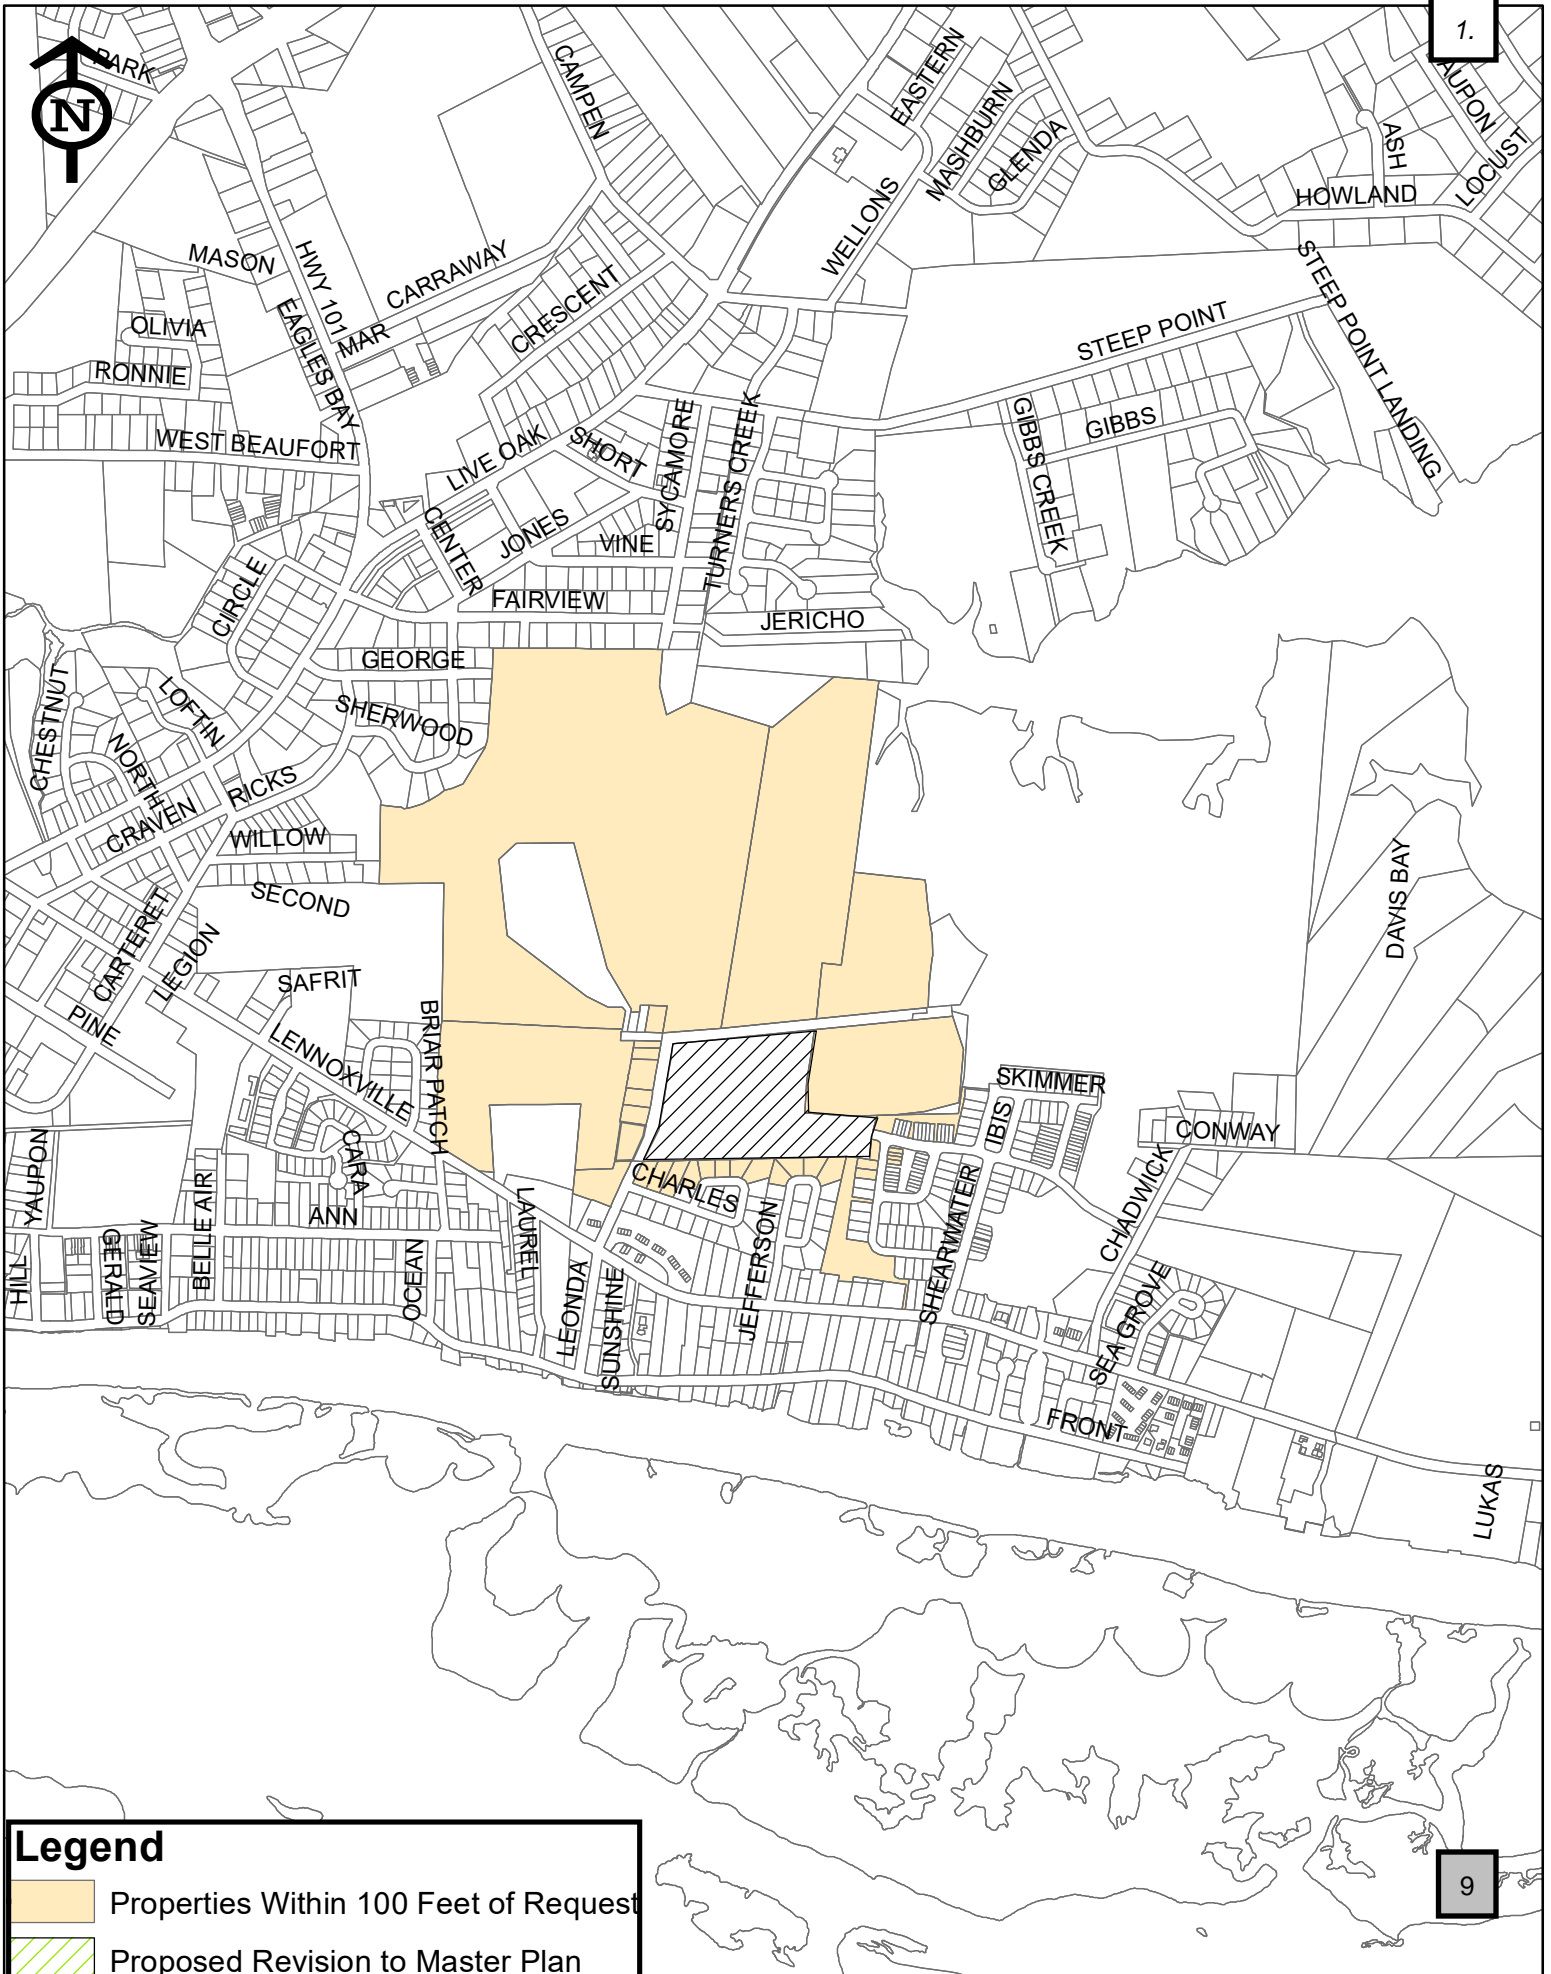 1.
PARK
N
CAMPEN
EASTERN
MASHBURN
GLENDA
AUPON
ASH
LOCUST
HOWLAND
WELLONS
MASON
HWY 101
CARRAWAY
MAR
CRESCENT
STEEP POINT LANDING
STEEP POINT
OLIVIA
EAGLES BAY
RONNIE
WEST BEAUFORT
LIVE OAK
SHORT
SYCAMORE
TURNERS CREEK
GIBBS CREEK
GIBBS
CENTER
JONES
VINE
CIRCLE
FAIRVIEW
JERICHO
GEORGE
CHESTNUT
LOFTIN
SHERWOOD
NORTH
RICKS
CRAVEN
WILLOW
SECOND
CARTERET
LEGION
DAVIS BAY
SAFRIT
PINE
BRIAR PATCH
LENNOXVILLE
SKIMMER
IBIS
CONWAY
YAUPON
CARA
CHARLES
CHADWICK
BELLE AIR
ANN
LAUREL
JEFFERSON
SHEARWATER
HILL
GERALD
SEAVIEW
OCEAN
LEONDA
SUNSHINE
SEA GROVE
FRONT
LUKAS
Legend
Properties Within 100 Feet of Request
Proposed Revision to Master Plan
9